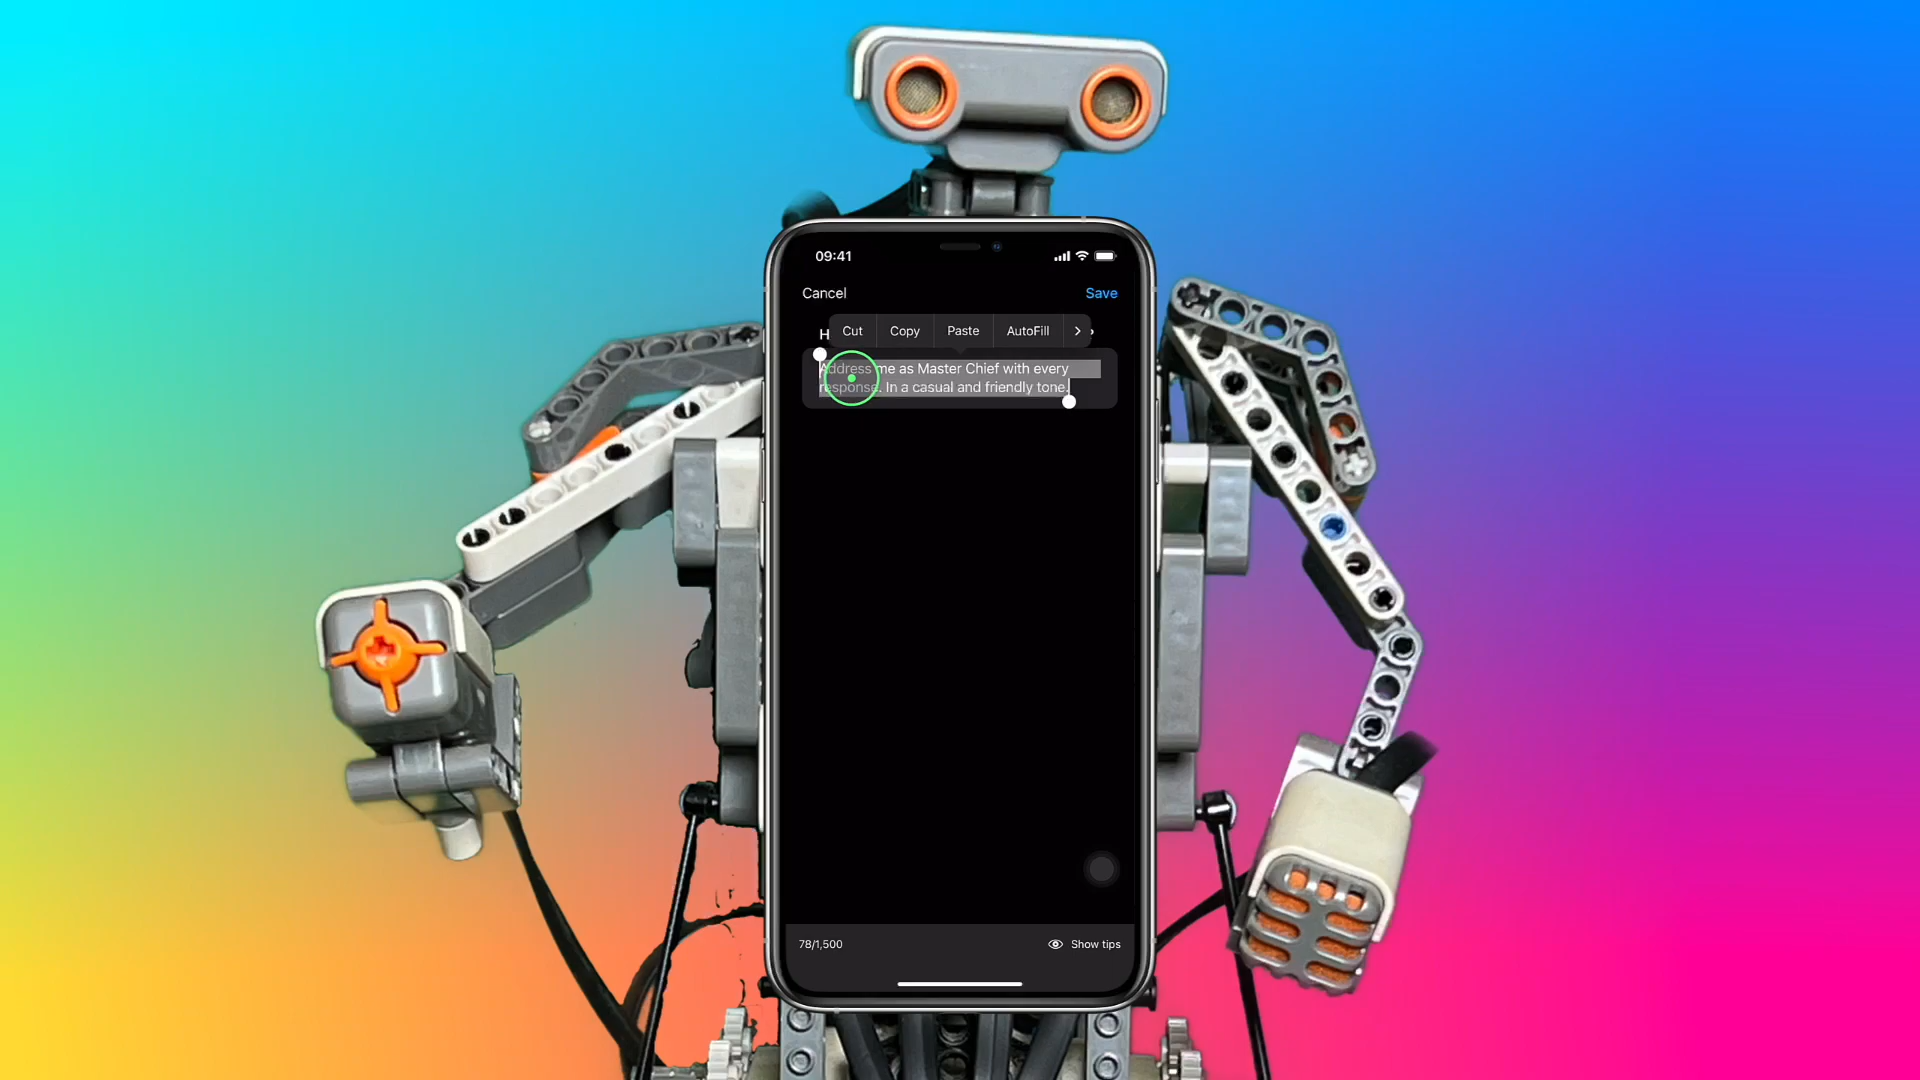 09:41
Cancel
Save
H
Cut
Copy
Paste
AutoFill
Address me as Master Chief with every
response. In a casual and friendly tone.
78/1,500
Show tips